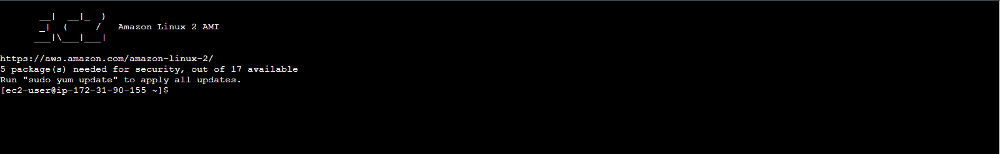 __|  __|_  )
       _|  (     /   Amazon Linux 2 AMI
      ___|\___|___|
https://aws.amazon.com/amazon-linux-2/
5 package(s) needed for security, out of 17 available
Run "sudo yum update" to apply all updates.
[ec2-user@ip-172-31-90-155 ~]$